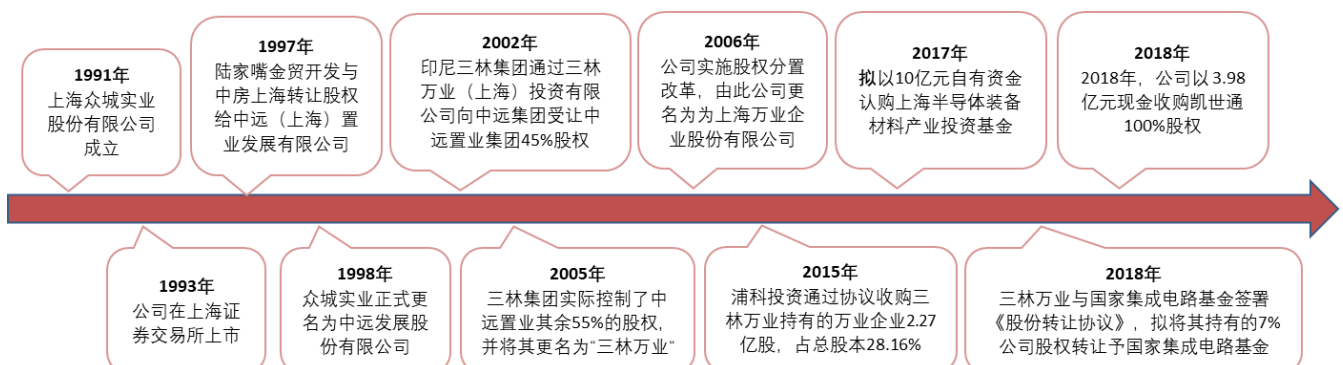 1991年
上海众城实业
股份有限公司
成立
1997年
陆家嘴金贸开发与
中房上海转让股权
给中远（上海）置
业发展有限公司
2002年
印尼三林集团通过三林
万业（上海）投资有限
公司向中远集团受让中
远置业集团45%股权
2006年
公司实施股权分置
改革，由此公司更
名为为上海万业企
业股份有限公司
2017年
拟以10亿元自有资金
认购上海半导体装备
材料产业投资基金
2018年
2018年，公司以3.98
亿元现金收购凯世通
100%股权
1993年
公司在上海证
券交易所上市
1998年
众城实业正式更
名为中远发展股
份有限公司
2005年
三林集团实际控制了中
远置业其余55%的股权，
并将其更名为“三林万业“
2015年
浦科投资通过协议收购三
林万业持有的万业企业2.27
亿股，占总股本28.16%
2018年
三林万业与国家集成电路基金签署
《股份转让协议》，拟将其持有的7%
公司股权转让予国家集成电路基金